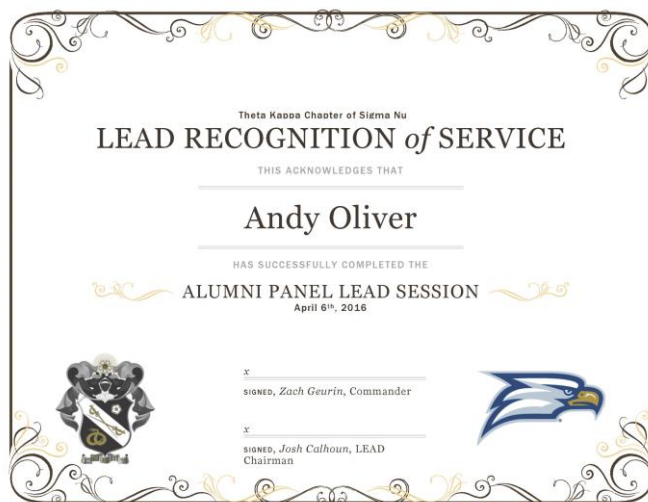 Theta Kappa Chapter of Sigma Nu
LEAD RECOGNITION of SERVICE
THIS ACKNOWLEDGES THAT
Andy Oliver
HAS SUCCESSFULLY COMPLETED THE
ALUMNI PANEL LEAD SESSION
April 6th, 2016
x
SIGNED, Zach Geurin, Commander
x
SIGNED, Josh Calhoun, LEAD
Chairman